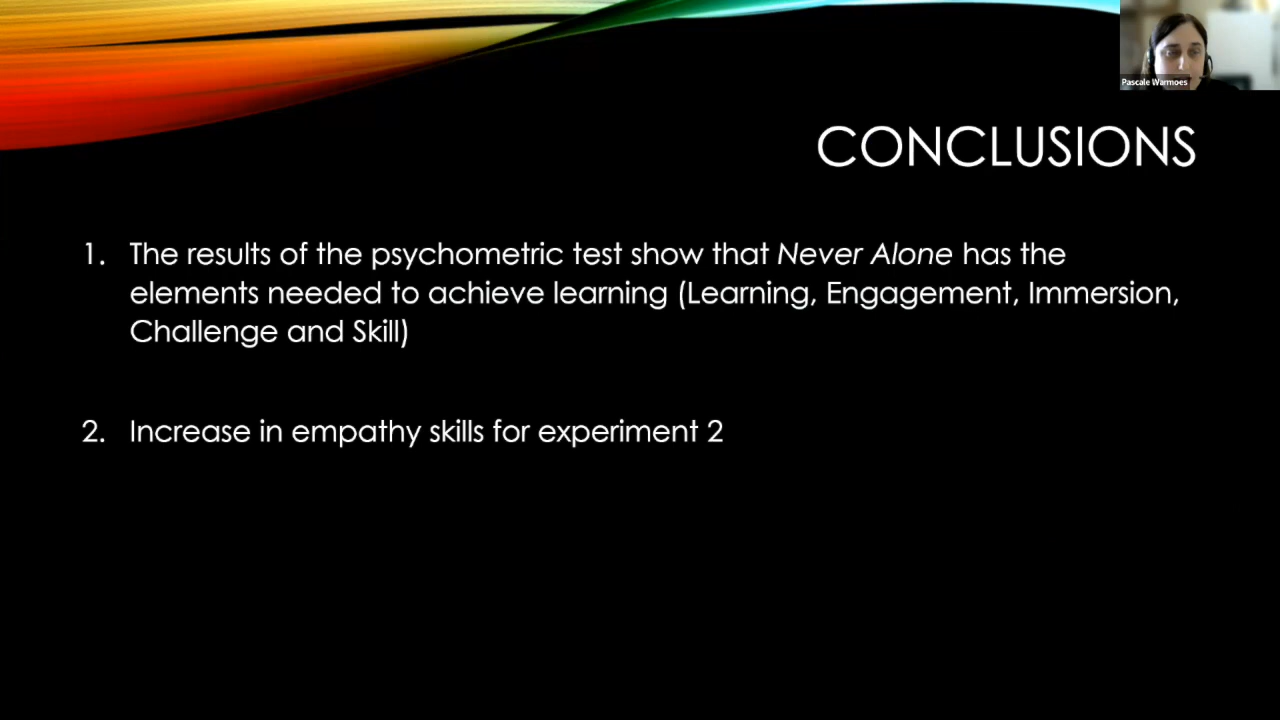 Pascale Warmoes
CONCLUSIONS
1. The results of the psychometric test show that Never Alone has the
elements needed to achieve learning (Learning, Engagement, Immersion,
Challenge and Skill)
2. Increase in empathy skills for experiment 2